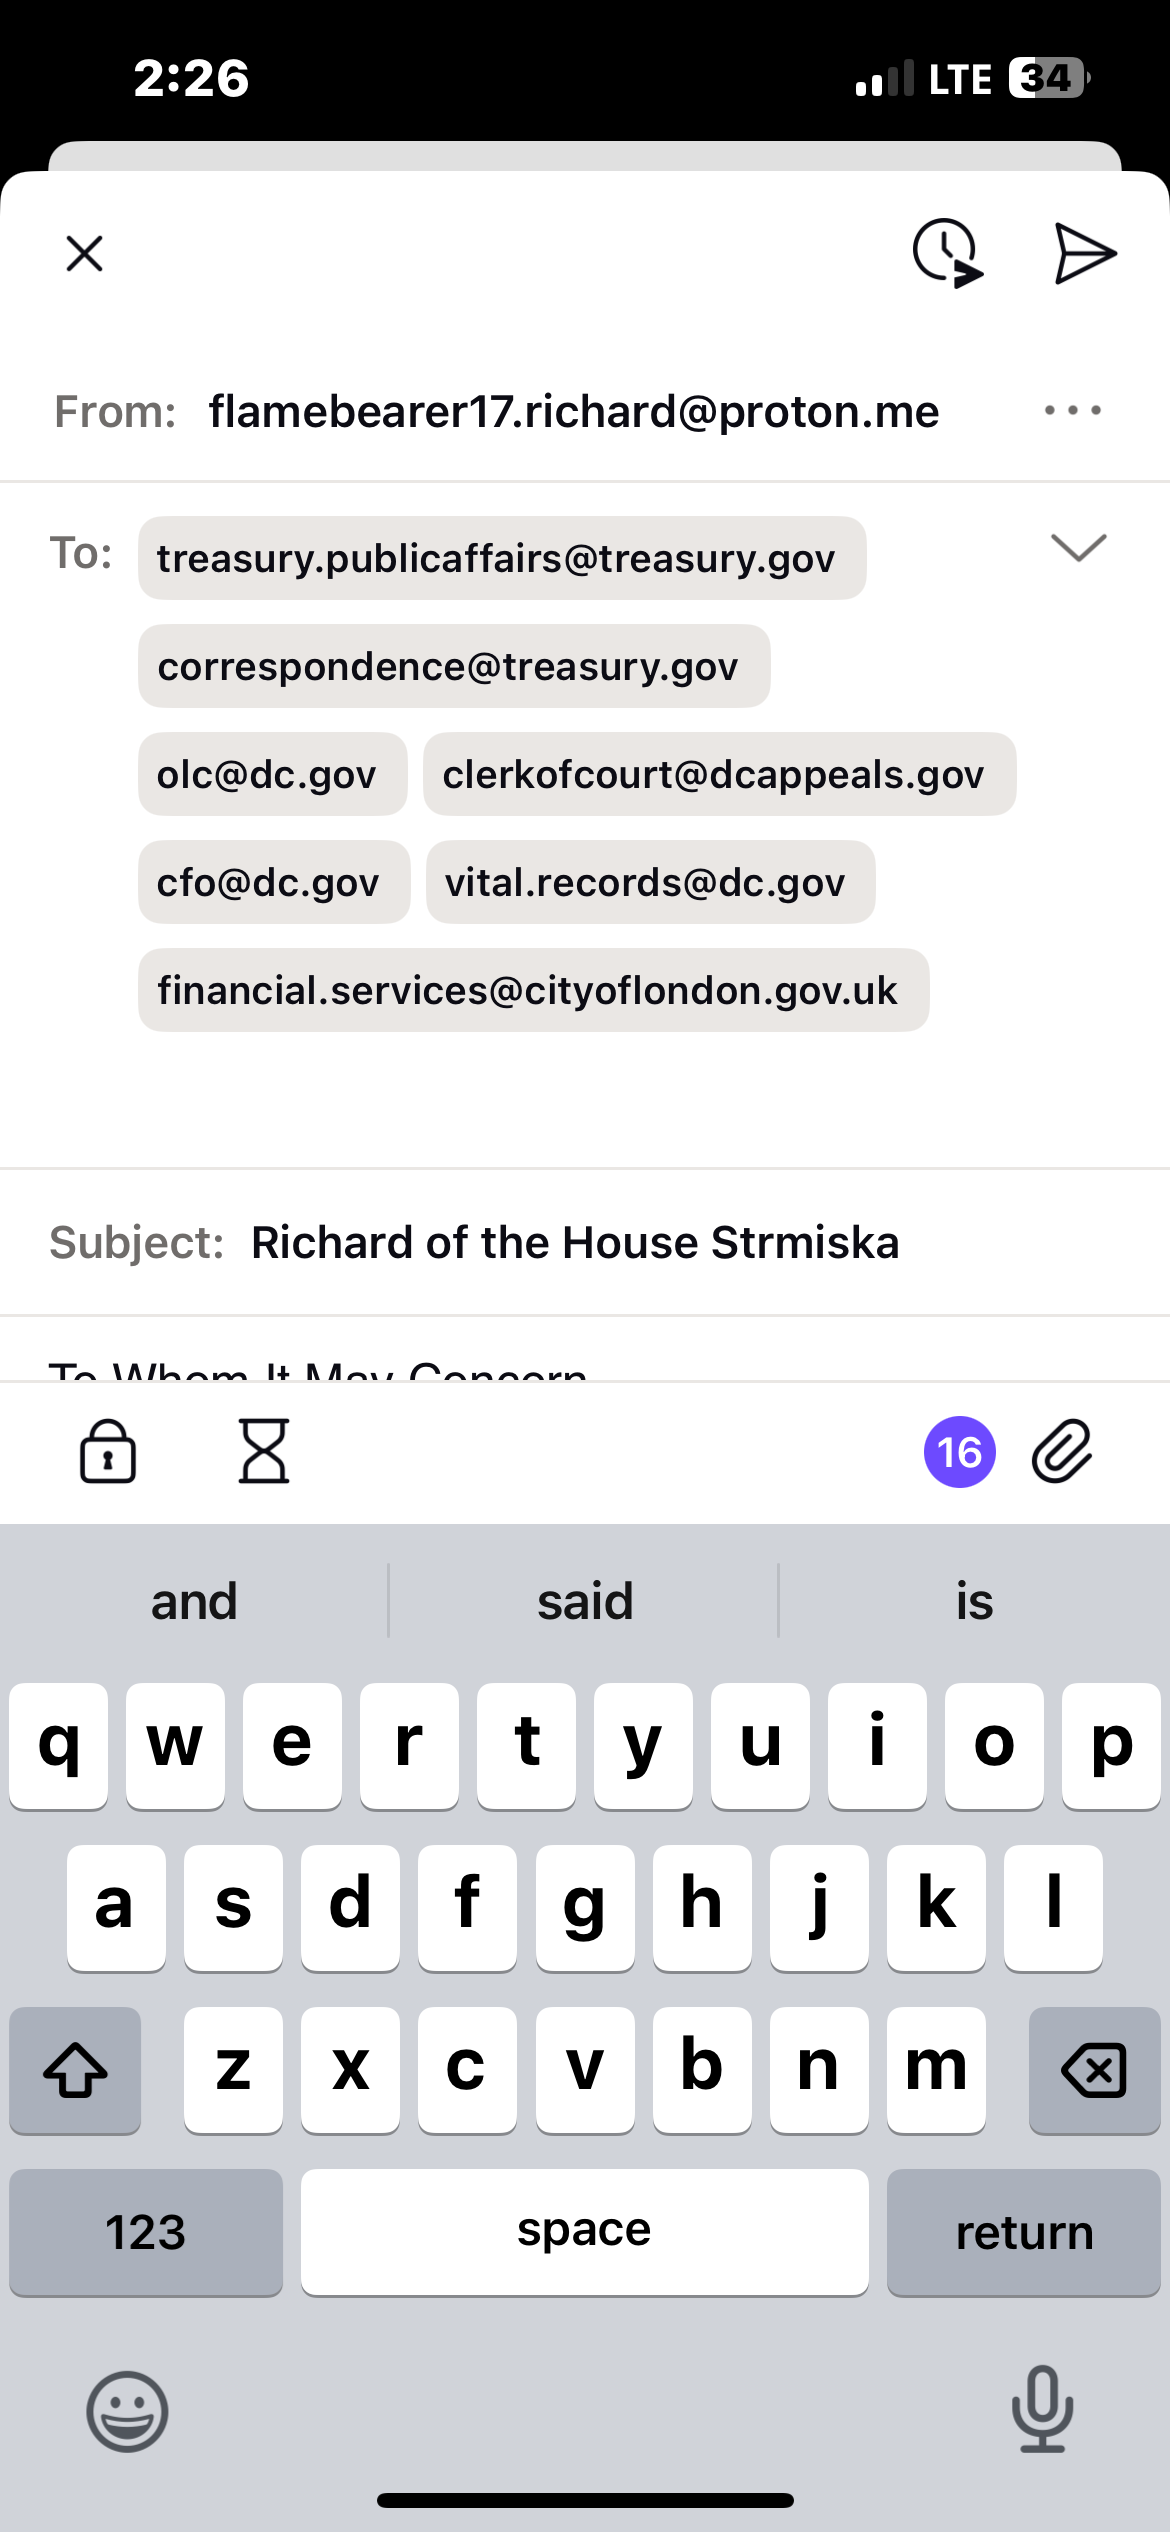 2:26 LTE 34
From: flamebearer17.richard@proton.me
To: treasury.publicaffairs@treasury.gov
correspondence@treasury.gov
olc@dc.gov clerkofcourt@dcappeals.gov
cfo@dc.gov vital.records@dc.gov
financial.services@cityoflondon.gov.uk
Subject: Richard of the House Strmiska
To Whom It May Concern
16
and said is
q w e r t y u i o p
a s d f g h j k l
z x c v b n m
123 space return